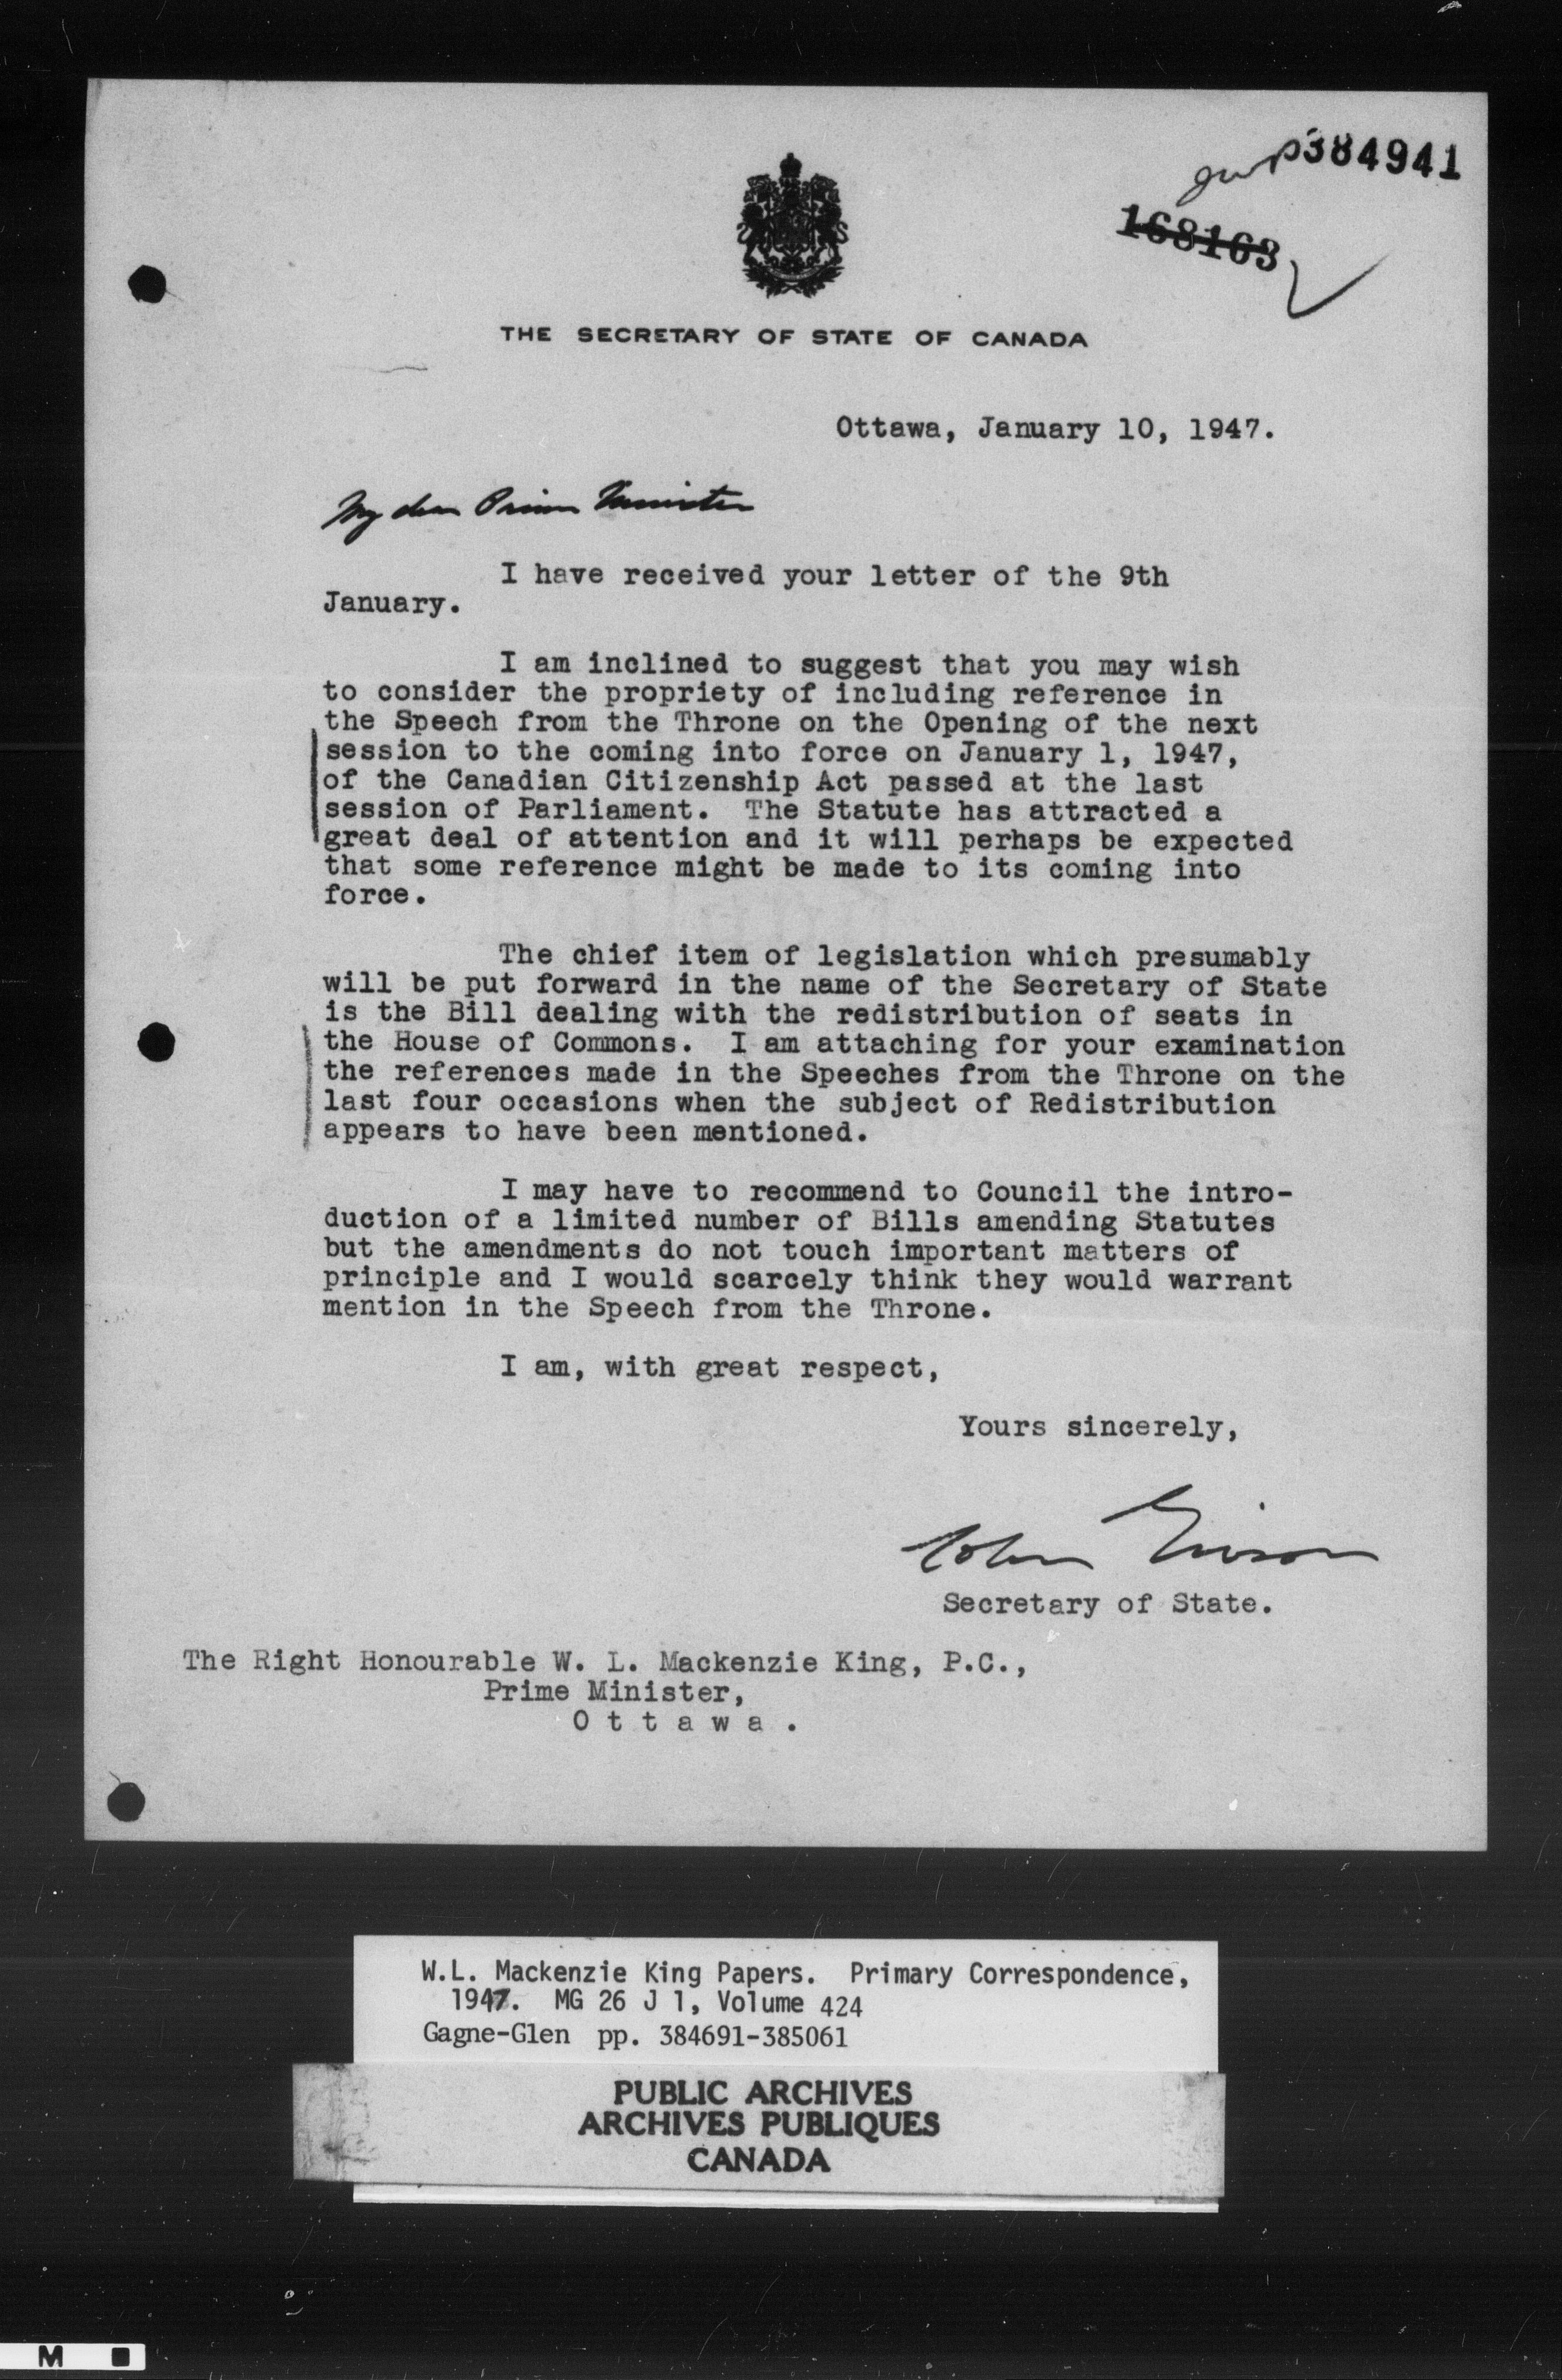 p384941
168163
THE SECRETARY OF STATE OF CANADA
Ottawa, January 10, 1947.
My dear Prime Minister
I have received your letter of the 9th
January.
I am inclined to suggest that you may wish
to consider the propriety of including reference in
the Speech from the Throne on the Opening of the next
session to the coming into force on January 1, 1947,
of the Canadian Citizenship Act passed at the last
session of Parliament. The Statute has attracted a
great deal of attention and it will perhaps be expected
that some reference might be made to its coming into
force.
The chief item of legislation which presumably
will be put forward in the name of the Secretary of State
is the Bill dealing with the redistribution of seats in
the House of Commons. I am attaching for your examination
the references made in the Speeches from the Throne on the
last four occasions when the subject of Redistribution
appears to have been mentioned.
I may have to recommend to Council the intro-
duction of a limited number of Bills amending Statutes
but the amendments do not touch important matters of
principle and I would scarcely think they would warrant
mention in the Speech from the Throne.
I am, with great respect,
Yours sincerely,
Colin Gibson
Secretary of State.
The Right Honourable W. L. Mackenzie King, P.C.,
Prime Minister,
O t t a w a .
W.L. Mackenzie King Papers. Primary Correspondence,
1947. MG 26 J 1, Volume 424
Gagne-Glen pp. 384691-385061
PUBLIC ARCHIVES
ARCHIVES PUBLIQUES
CANADA
M